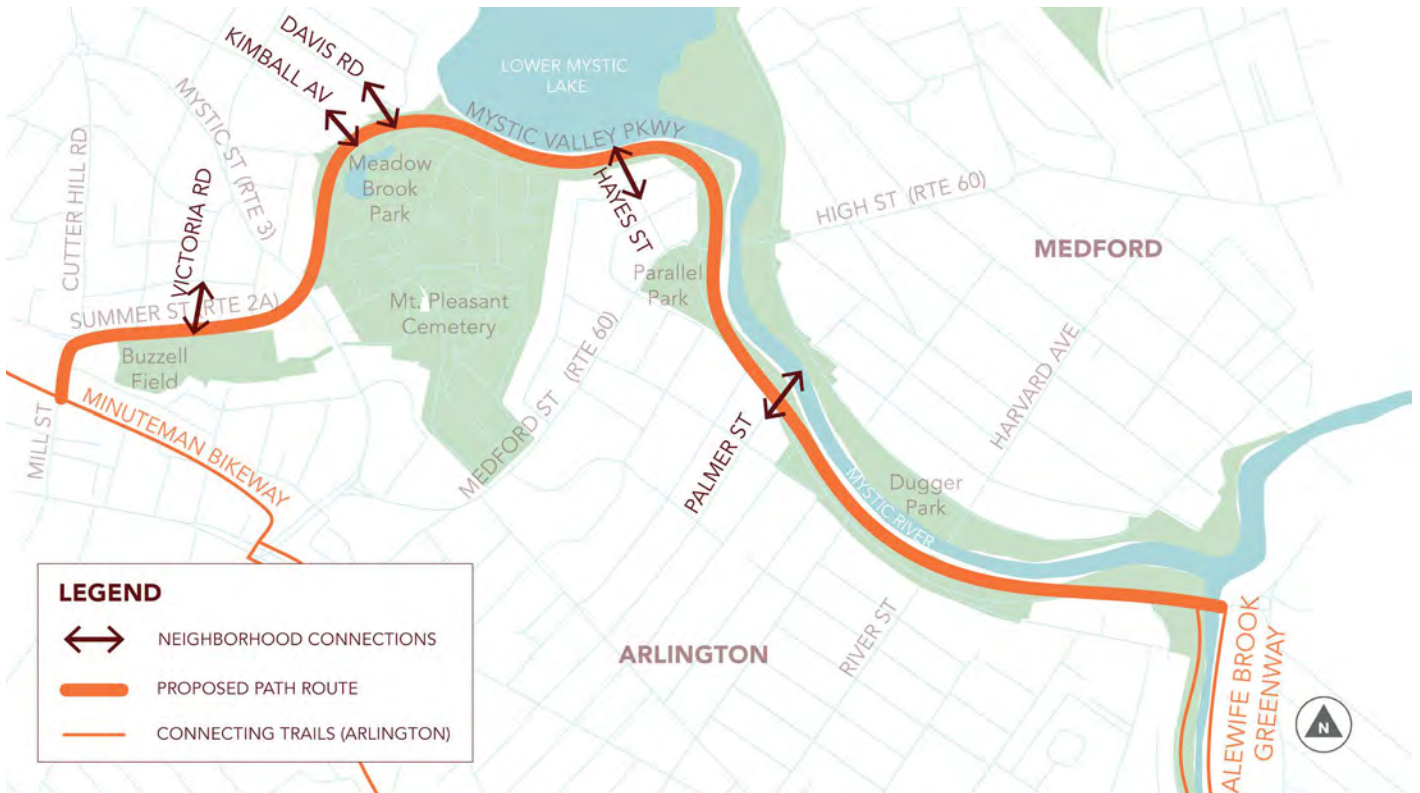 DAVIS RD
KIMBALL AV
MYSTIC ST (RTE 3)
CUTTER HILL RD
VICTORIA RD
LOWER MYSTIC
LAKE
MYSTIC VALLEY PKWY
Meadow
Brook
Park
HAYES ST
HIGH ST (RTE 60)
MEDFORD
Parallel
Park
Mt. Pleasant
Cemetery
SUMMER ST (RTE 2A)
Buzzell
Field
MILL ST
MINUTEMAN BIKEWAY
MEDFORD ST (RTE 60)
PALMER ST
HARVARD AVE
Dugger
Park
MYSTIC RIVER
RIVER ST
ARLINGTON
ALEWIFE BROOK
GREENWAY
N
LEGEND
NEIGHBORHOOD CONNECTIONS
PROPOSED PATH ROUTE
CONNECTING TRAILS (ARLINGTON)